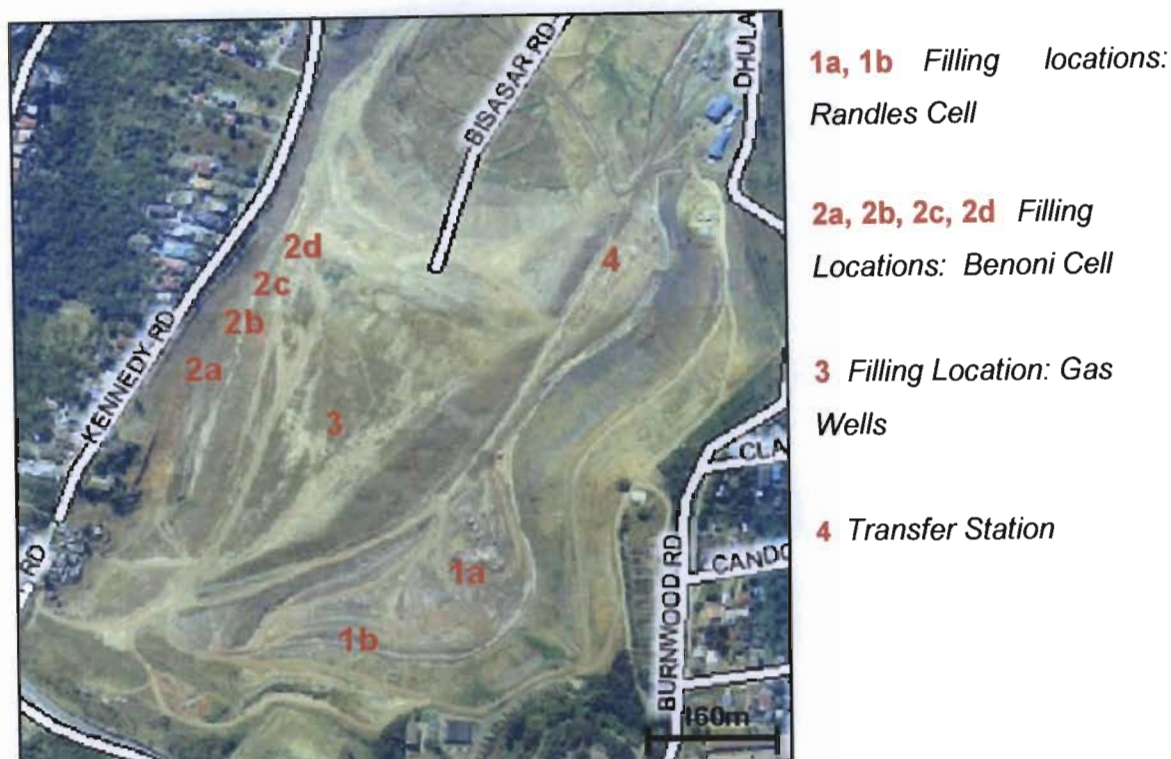 BISASAR RD
DHULA
KENNEDY RD
RD
2d
2c
2b
2a
4
3
1a
1b
CLA
CANDO
BURNWOOD RD
160m
1a, 1b Filling locations:
Randles Cell
2a, 2b, 2c, 2d Filling
Locations: Benoni Cell
3 Filling Location: Gas
Wells
4 Transfer Station